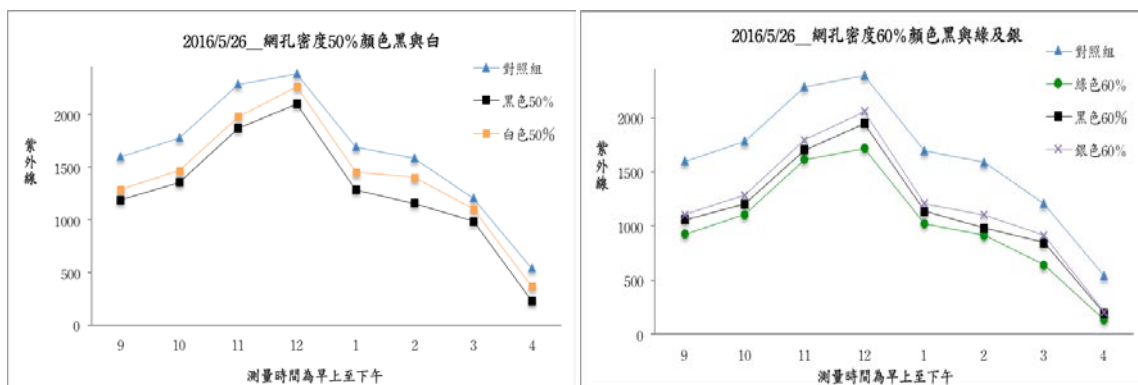 2016/5/26__網孔密度50%顏色黑與白
對照組
黑色50%
白色50%
紫外線
2000
1500
1000
500
0
9 10 11 12 1 2 3 4
測量時間為早上至下午
2016/5/26__網孔密度60%顏色黑與綠及銀
對照組
綠色60%
黑色60%
銀色60%
紫外線
2000
1500
1000
500
0
9 10 11 12 1 2 3 4
測量時間為早上至下午